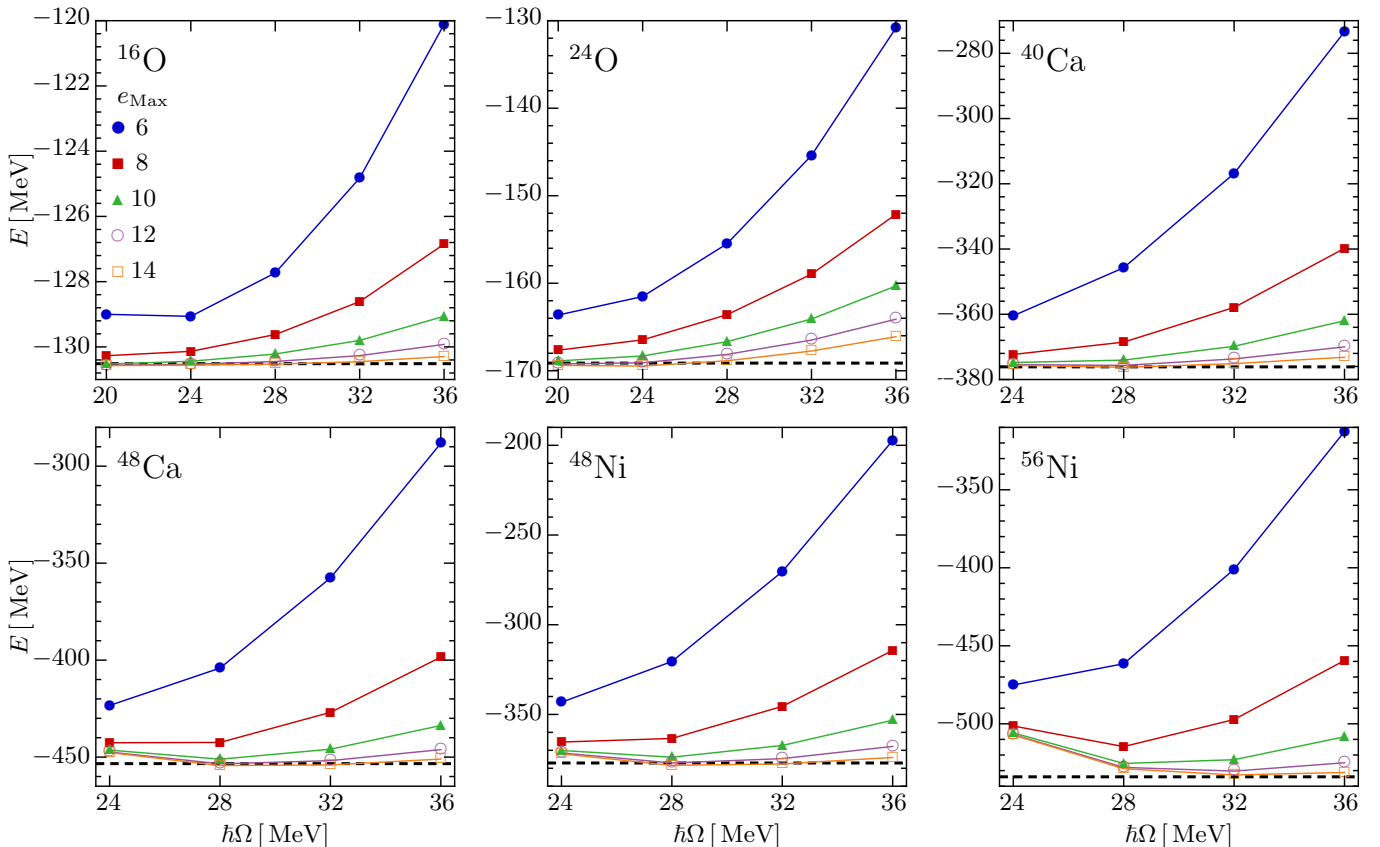 E [ MeV]
−120
−122
−124
−126
−128
−130
20 24 28 32 36
¹⁶O
eMax
6
8
10
12
14
−130
−140
−150
−160
−170
20 24 28 32 36
²⁴O
−280
−300
−320
−340
−360
−380
24 28 32 36
⁴⁰Ca
E [ MeV]
−300
−350
−400
−450
24 28 32 36
ℏΩ [ MeV]
⁴⁸Ca
−200
−250
−300
−350
24 28 32 36
ℏΩ [ MeV]
⁴⁸Ni
−350
−400
−450
−500
24 28 32 36
ℏΩ [ MeV]
⁵⁶Ni